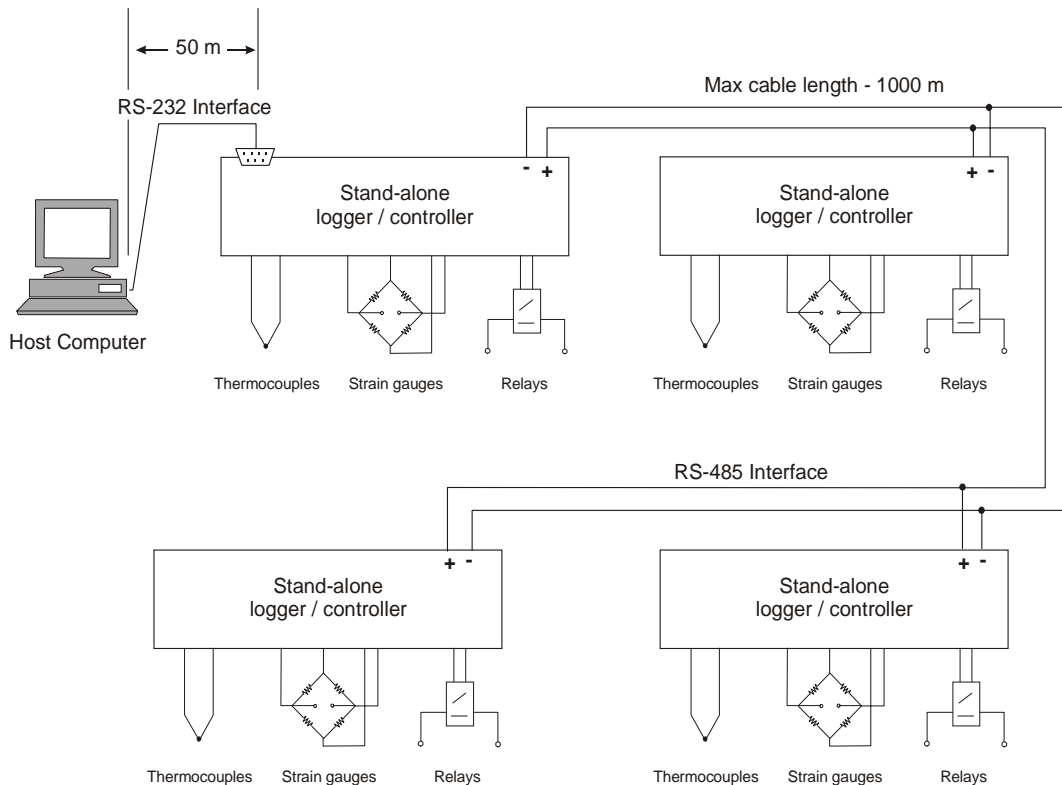 50 m
RS-232 Interface
Max cable length - 1000 m
- +
+ -
Stand-alone
logger / controller
Stand-alone
logger / controller
Host Computer
Thermocouples Strain gauges Relays
Thermocouples Strain gauges Relays
RS-485 Interface
+ -
+ -
Stand-alone
logger / controller
Stand-alone
logger / controller
Thermocouples Strain gauges Relays
Thermocouples Strain gauges Relays